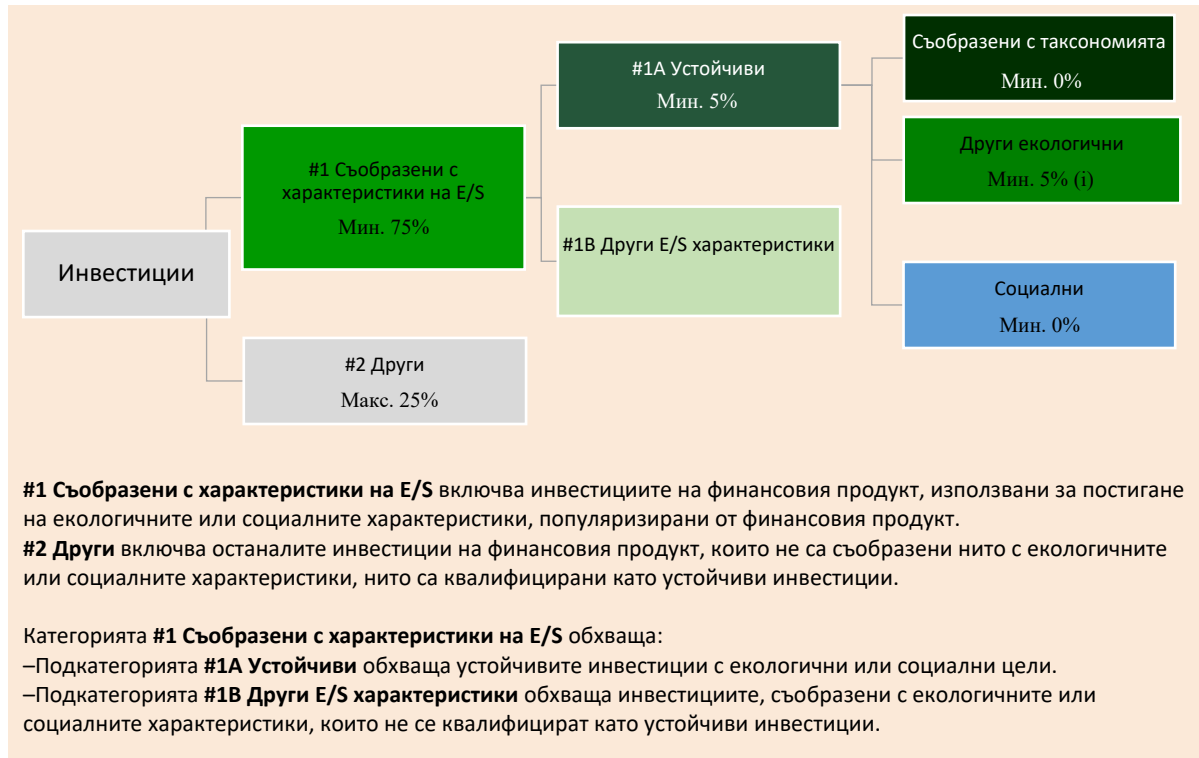 Инвестиции
#1 Съобразени с
характеристики на E/S
Мин. 75%
#2 Други
Макс. 25%
#1A Устойчиви
Мин. 5%
#1B Други E/S характеристики
Съобразени с таксономията
Мин. 0%
Други екологични
Мин. 5% (i)
Социални
Мин. 0%
#1 Съобразени с характеристики на E/S включва инвестициите на финансовия продукт, използвани за постигане
на екологичните или социалните характеристики, популяризирани от финансовия продукт.
#2 Други включва останалите инвестиции на финансовия продукт, които не са съобразени нито с екологичните
или социалните характеристики, нито са квалифицирани като устойчиви инвестиции.
Категорията #1 Съобразени с характеристики на E/S обхваща:
–Подкатегорията #1A Устойчиви обхваща устойчивите инвестиции с екологични или социални цели.
–Подкатегорията #1B Други E/S характеристики обхваща инвестициите, съобразени с екологичните или
социалните характеристики, които не се квалифицират като устойчиви инвестиции.